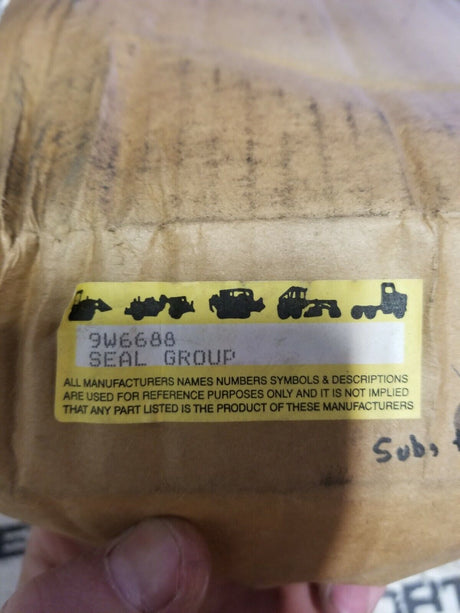 9W6688
SEAL GROUP
ALL MANUFACTURERS NAMES NUMBERS SYMBOLS & DESCRIPTIONS
ARE USED FOR REFERENCE PURPOSES ONLY AND IT IS NOT IMPLIED
THAT ANY PART LISTED IS THE PRODUCT OF THESE MANUFACTURERS
Sub.